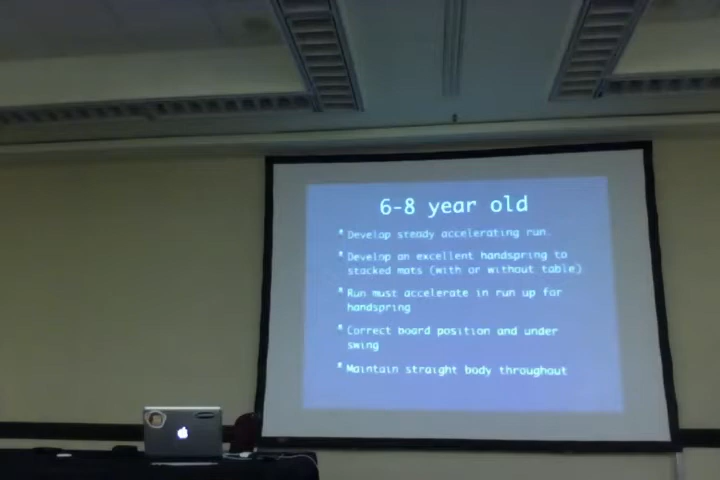 6-8 year old
* Develop steady accelerating run.
* Develop an excellent handspring to
stacked mats (with or without table)
* Run must accelerate in run up for
handspring
* Correct board position and under
swing
* Maintain straight body throughout